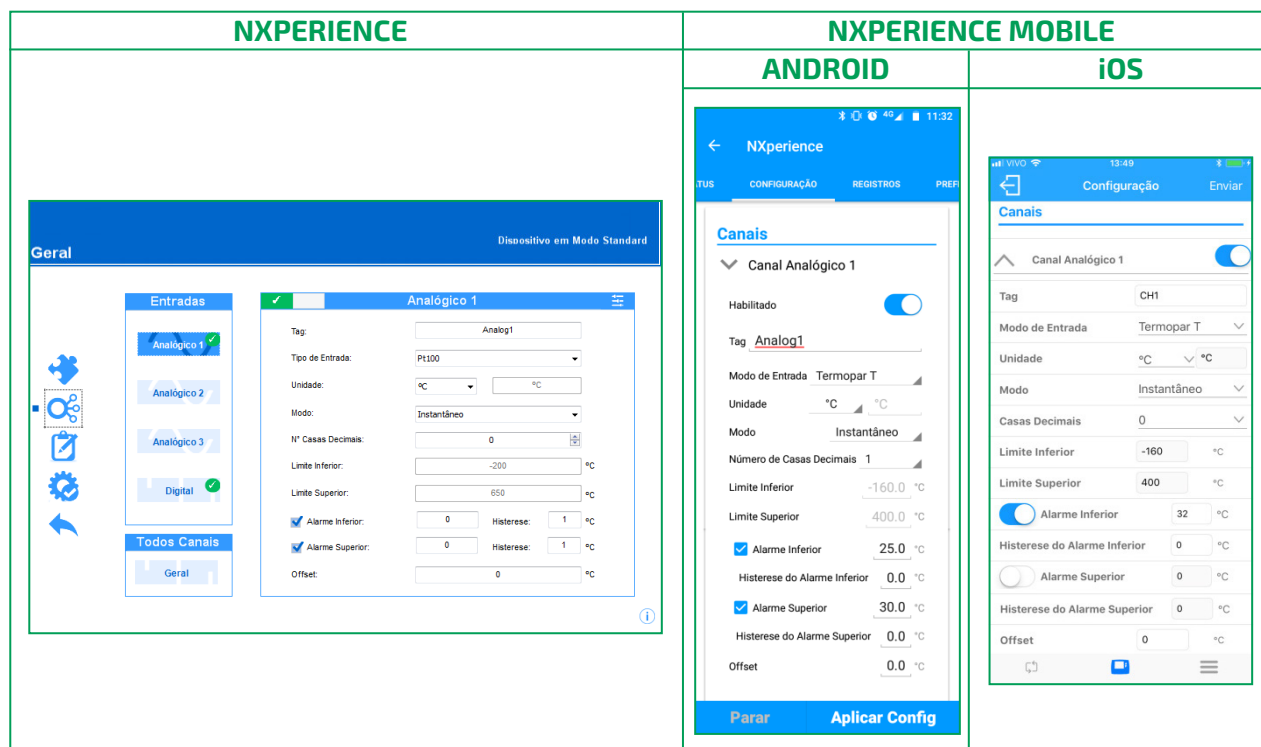 NXPERIENCE
NXPERIENCE MOBILE
ANDROID
iOS
Geral
Dispositivo em Modo Standard
Entradas
Analógico 1
Analógico 2
Analógico 3
Digital
Todos Canais
Geral
Analógico 1
Tag: Analog1
Tipo de Entrada: Pt100
Unidade: ºC ºC
Modo: Instantâneo
N° Casas Decimais: 0
Limite Inferior: -200 ºC
Limite Superior: 650 ºC
Alarme Inferior: 0 Histerese: 1 ºC
Alarme Superior: 0 Histerese: 1 ºC
Offset: 0 ºC
4G 11:32
NXperience
TUS CONFIGURAÇÃO REGISTROS PREF
Canais
Canal Analógico 1
Habilitado
Tag Analog1
Modo de Entrada Termopar T
Unidade °C °C
Modo Instantâneo
Número de Casas Decimais 1
Limite Inferior -160.0 °C
Limite Superior 400.0 °C
Alarme Inferior 25.0 °C
Histerese do Alarme Inferior 0.0 °C
Alarme Superior 30.0 °C
Histerese do Alarme Superior 0.0 °C
Offset 0.0 °C
Parar Aplicar Config
VIVO 13:49
Configuração Enviar
Canais
Canal Analógico 1
Tag CH1
Modo de Entrada Termopar T
Unidade °C °C
Modo Instantâneo
Casas Decimais 0
Limite Inferior -160 °C
Limite Superior 400 °C
Alarme Inferior 32 °C
Histerese do Alarme Inferior 0 °C
Alarme Superior 0 °C
Histerese do Alarme Superior 0 °C
Offset 0 °C